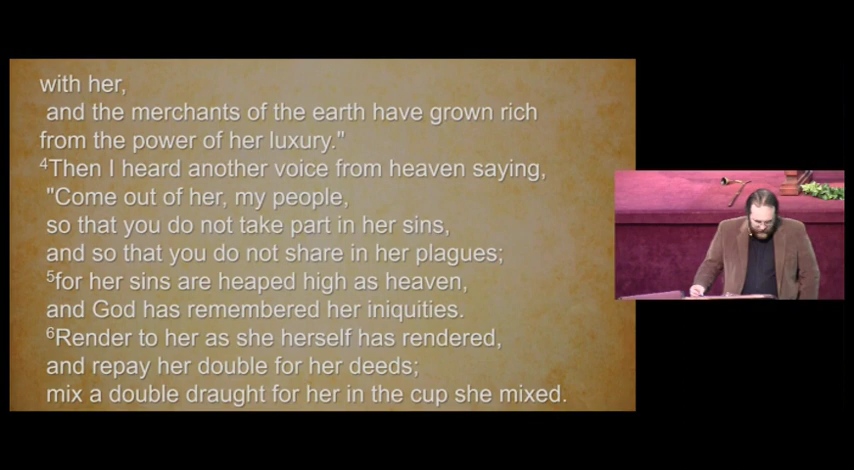 with her,
and the merchants of the earth have grown rich
from the power of her luxury."
4Then I heard another voice from heaven saying,
"Come out of her, my people,
so that you do not take part in her sins,
and so that you do not share in her plagues;
5for her sins are heaped high as heaven,
and God has remembered her iniquities.
6Render to her as she herself has rendered,
and repay her double for her deeds;
mix a double draught for her in the cup she mixed.